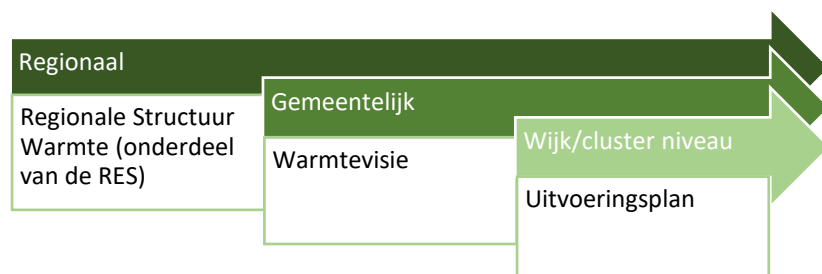 Regionaal
Regionale Structuur
Warmte (onderdeel
van de RES)
Gemeentelijk
Warmtevisie
Wijk/cluster niveau
Uitvoeringsplan